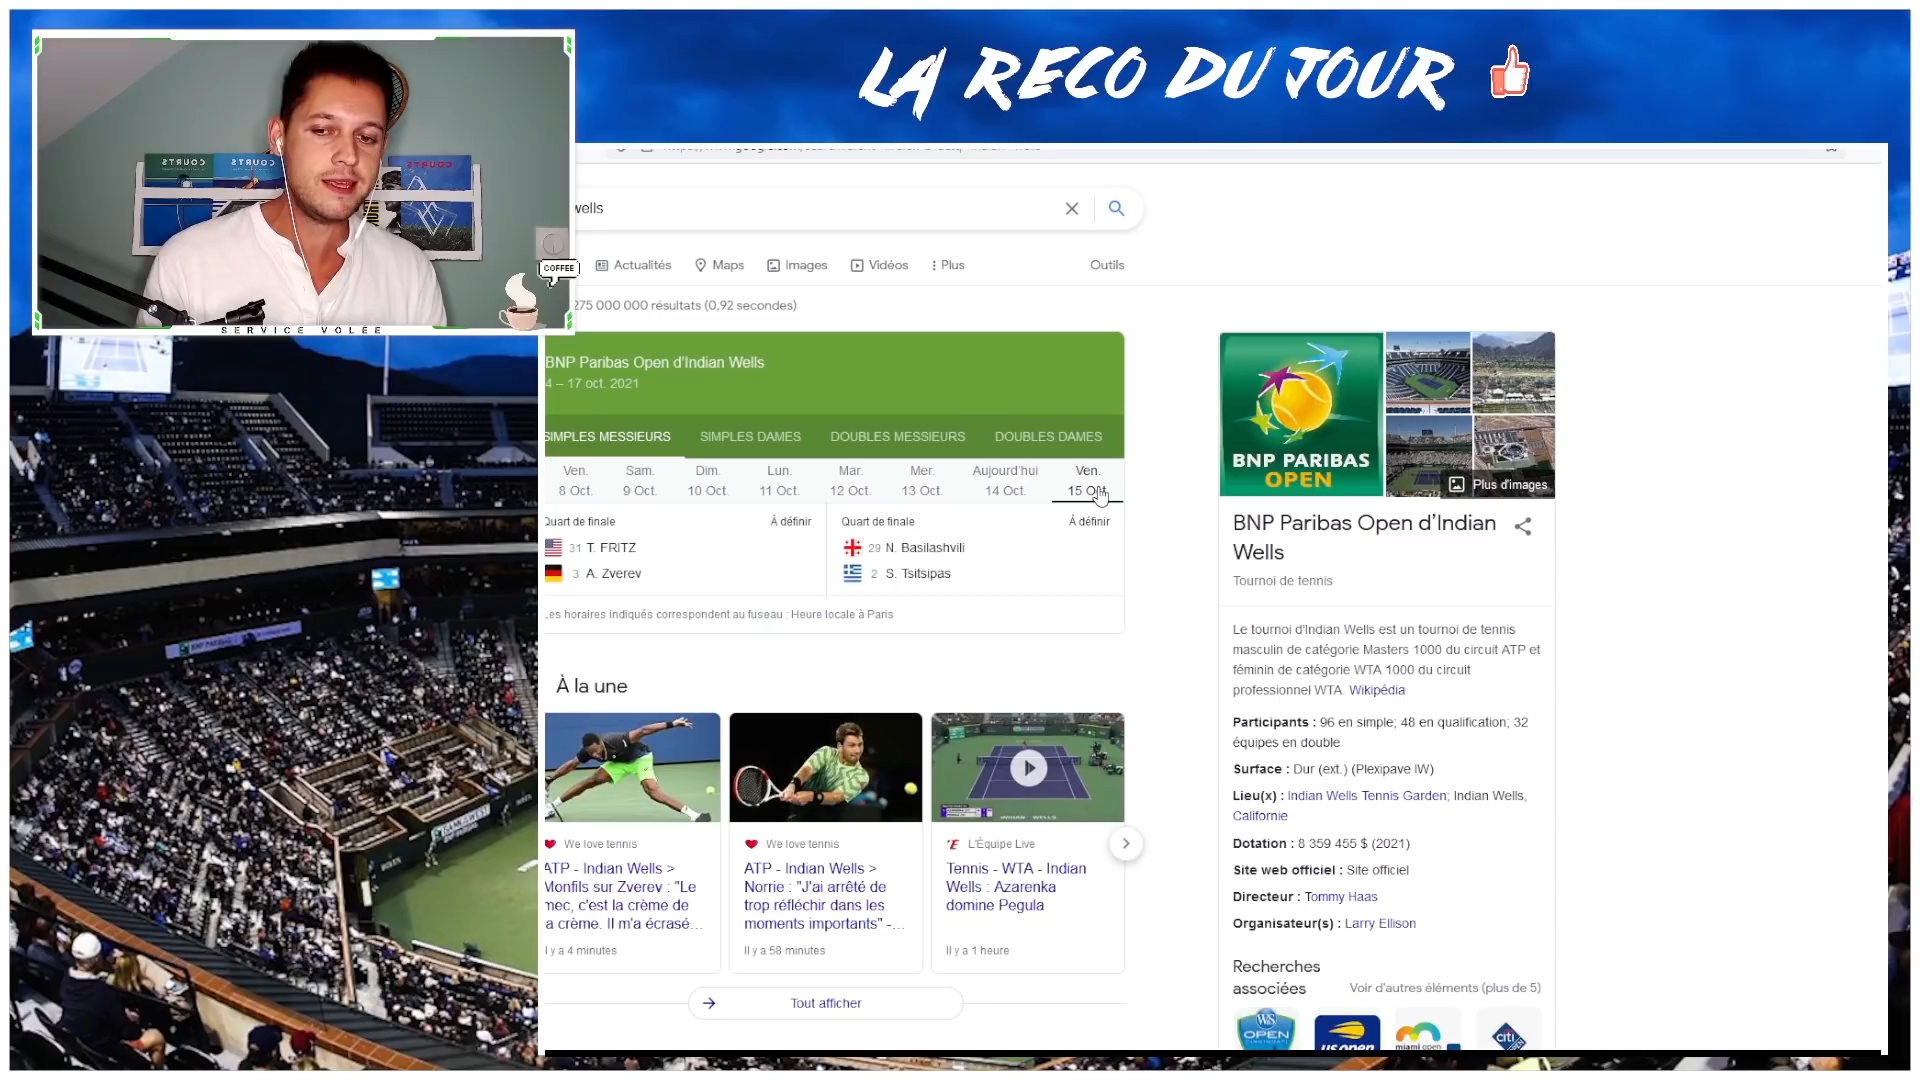 LA RECO DU JOUR
COFFEE
SERVICE VOLEE
COURTS
COURTS
COURTS
wells
Actualités
Maps
Images
Vidéos
Plus
Outils
275 000 000 résultats (0,92 secondes)
BNP Paribas Open d'Indian Wells
4 – 17 oct. 2021
SIMPLES MESSIEURS
SIMPLES DAMES
DOUBLES MESSIEURS
DOUBLES DAMES
Ven.
8 Oct.
Sam.
9 Oct.
Dim.
10 Oct.
Lun.
11 Oct.
Mar.
12 Oct.
Mer.
13 Oct.
Aujourd'hui
14 Oct.
Ven.
15 Oct.
Quart de finale
À définir
31 T. FRITZ
3 A. Zverev
Quart de finale
À définir
29 N. Basilashvili
2 S. Tsitsipas
Les horaires indiqués correspondent au fuseau : Heure locale à Paris
À la une
We love tennis
ATP - Indian Wells >
Monfils sur Zverev : "Le
mec, c'est la crème de
la crème. Il m'a écrasé...
Il y a 4 minutes
We love tennis
ATP - Indian Wells >
Norrie : "J'ai arrêté de
trop réfléchir dans les
moments importants" -...
Il y a 58 minutes
L'Équipe Live
Tennis - WTA - Indian
Wells : Azarenka
domine Pegula
Il y a 1 heure
Tout afficher
BNP PARIBAS
OPEN
Plus d'images
BNP Paribas Open d'Indian
Wells
Tournoi de tennis
Le tournoi d'Indian Wells est un tournoi de tennis
masculin de catégorie Masters 1000 du circuit ATP et
féminin de catégorie WTA 1000 du circuit
professionnel WTA. Wikipédia
Participants : 96 en simple; 48 en qualification; 32
équipes en double
Surface : Dur (ext.) (Plexipave IW)
Lieu(x) : Indian Wells Tennis Garden; Indian Wells,
Californie
Dotation : 8 359 455 $ (2021)
Site web officiel : Site officiel
Directeur : Tommy Haas
Organisateur(s) : Larry Ellison
Recherches
associées
Voir d'autres éléments (plus de 5)
W&S
OPEN
us open
miami open
citi